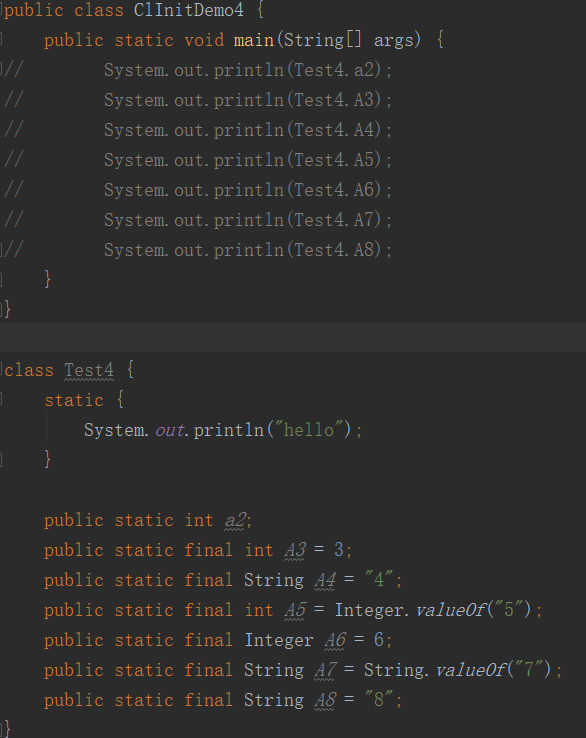 public class ClInitDemo4 {
    public static void main(String[] args) {
//        System.out.println(Test4.a2);
//        System.out.println(Test4.A3);
//        System.out.println(Test4.A4);
//        System.out.println(Test4.A5);
//        System.out.println(Test4.A6);
//        System.out.println(Test4.A7);
//        System.out.println(Test4.A8);
    }
}
class Test4 {
    static {
        System.out.println("hello");
    }
    public static int a2;
    public static final int A3 = 3;
    public static final String A4 = "4";
    public static final int A5 = Integer.valueOf("5");
    public static final Integer A6 = 6;
    public static final String A7 = String.valueOf("7");
    public static final String A8 = "8";
}